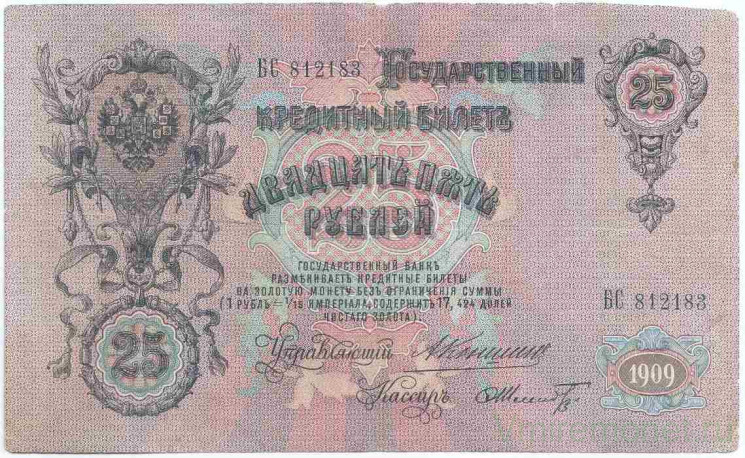 БС 812183 Государственный
25
Кредитный Билетъ
Двадцать пять
рублей
Государственный Банкъ
размѣниваетъ кредитные билеты
на золотую монету безъ ограниченія суммы
(1 рубль = 1/15 имперіала, содержитъ 17,424 долей
чистаго золота).
БС 812183
25
Управляющій
Кассиръ
1909